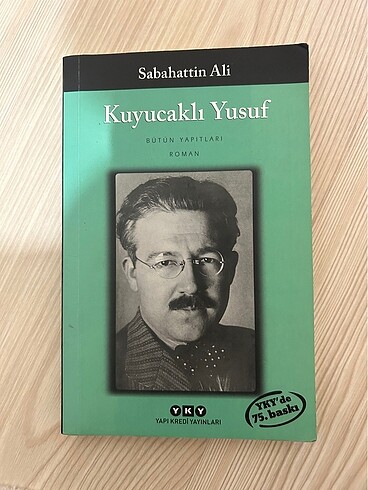 Sabahattin Ali
Kuyucaklı Yusuf
BÜTÜN YAPITLARI
ROMAN
YKY'de
75. baskı
YKY
YAPI KREDİ YAYINLARI